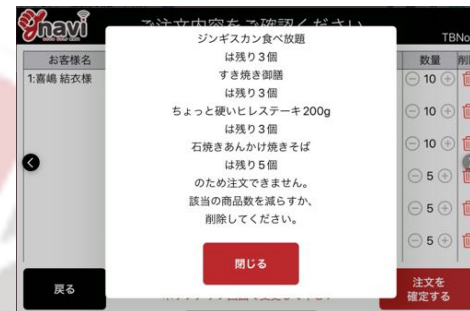 ynavi
ご注文内容をご確認ください
TBNo
お客様名
数量
削
1:喜嶋 結衣様
ジンギスカン食べ放題
は残り3個
すき焼き御膳
は残り3個
ちょっと硬いヒレステーキ200g
は残り3個
石焼きあんかけ焼きそば
は残り5個
のため注文できません。
該当の商品数を減らすか、
削除してください。
閉じる
10
10
10
5
5
5
戻る
注文を
確定する